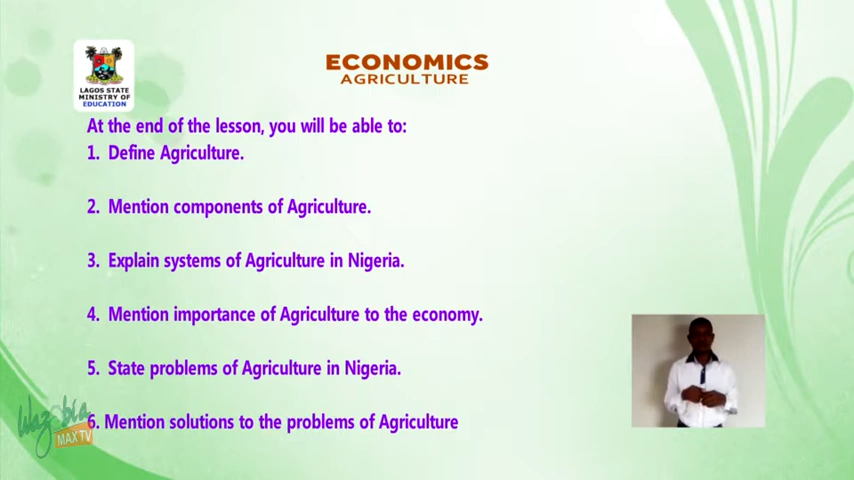 ECONOMICS
AGRICULTURE
LAGOS STATE
MINISTRY OF
EDUCATION
At the end of the lesson, you will be able to:
1. Define Agriculture.
2. Mention components of Agriculture.
3. Explain systems of Agriculture in Nigeria.
4. Mention importance of Agriculture to the economy.
5. State problems of Agriculture in Nigeria.
6. Mention solutions to the problems of Agriculture
Wazobia
MAX TV